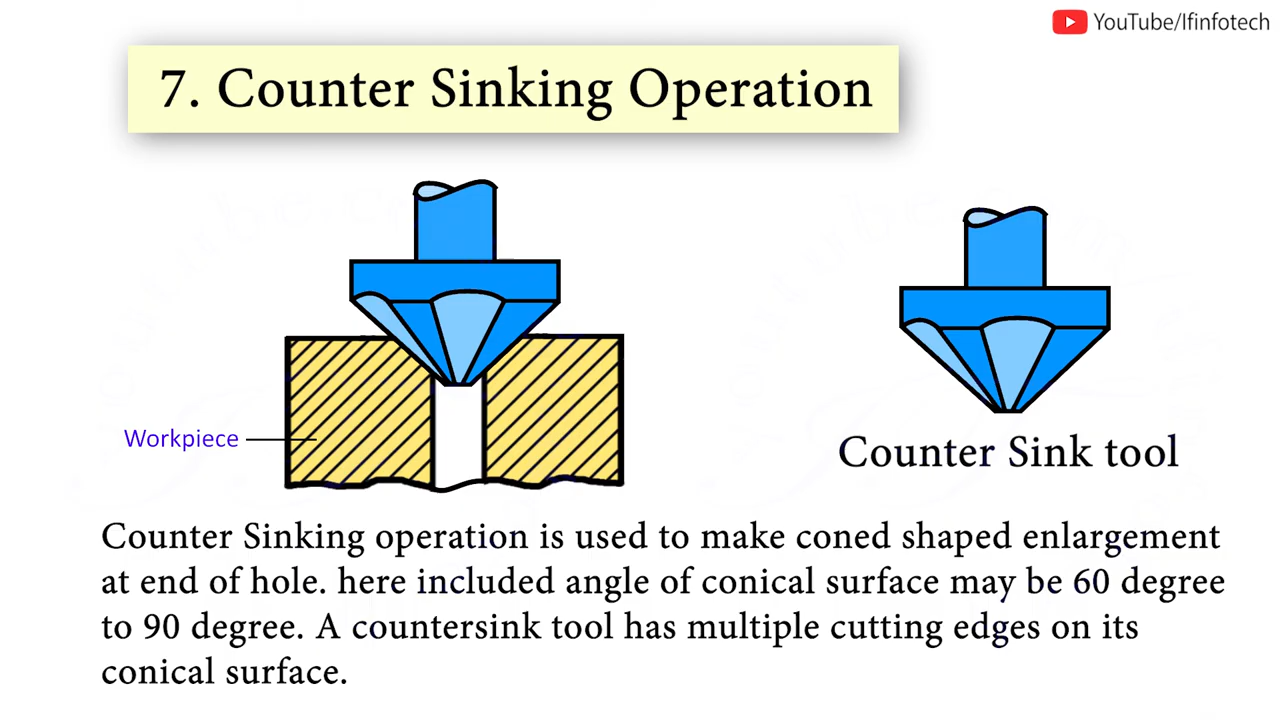 YouTube/lfinfotech
7. Counter Sinking Operation
Workpiece
Counter Sink tool
Counter Sinking operation is used to make coned shaped enlargement
at end of hole. here included angle of conical surface may be 60 degree
to 90 degree. A countersink tool has multiple cutting edges on its
conical surface.